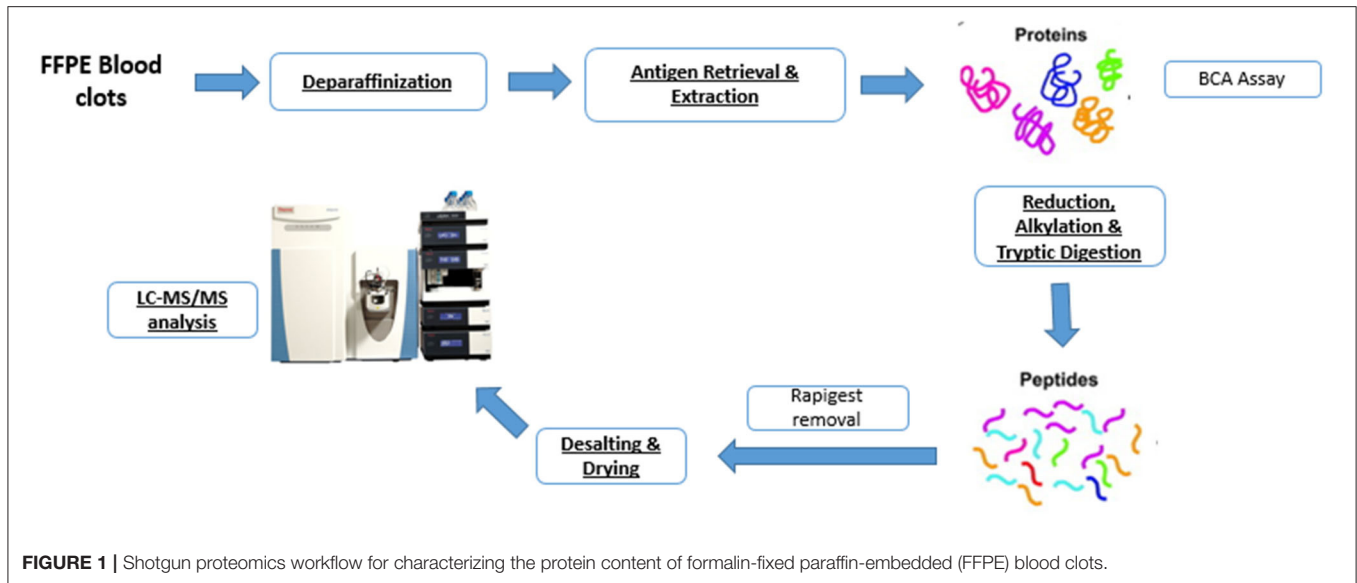 FFPE Blood
clots
Deparaffinization
Antigen Retrieval &
Extraction
Proteins
BCA Assay
Reduction,
Alkylation &
Tryptic Digestion
Peptides
Rapigest
removal
Desalting &
Drying
LC-MS/MS
analysis
FIGURE 1 | Shotgun proteomics workflow for characterizing the protein content of formalin-fixed paraffin-embedded (FFPE) blood clots.